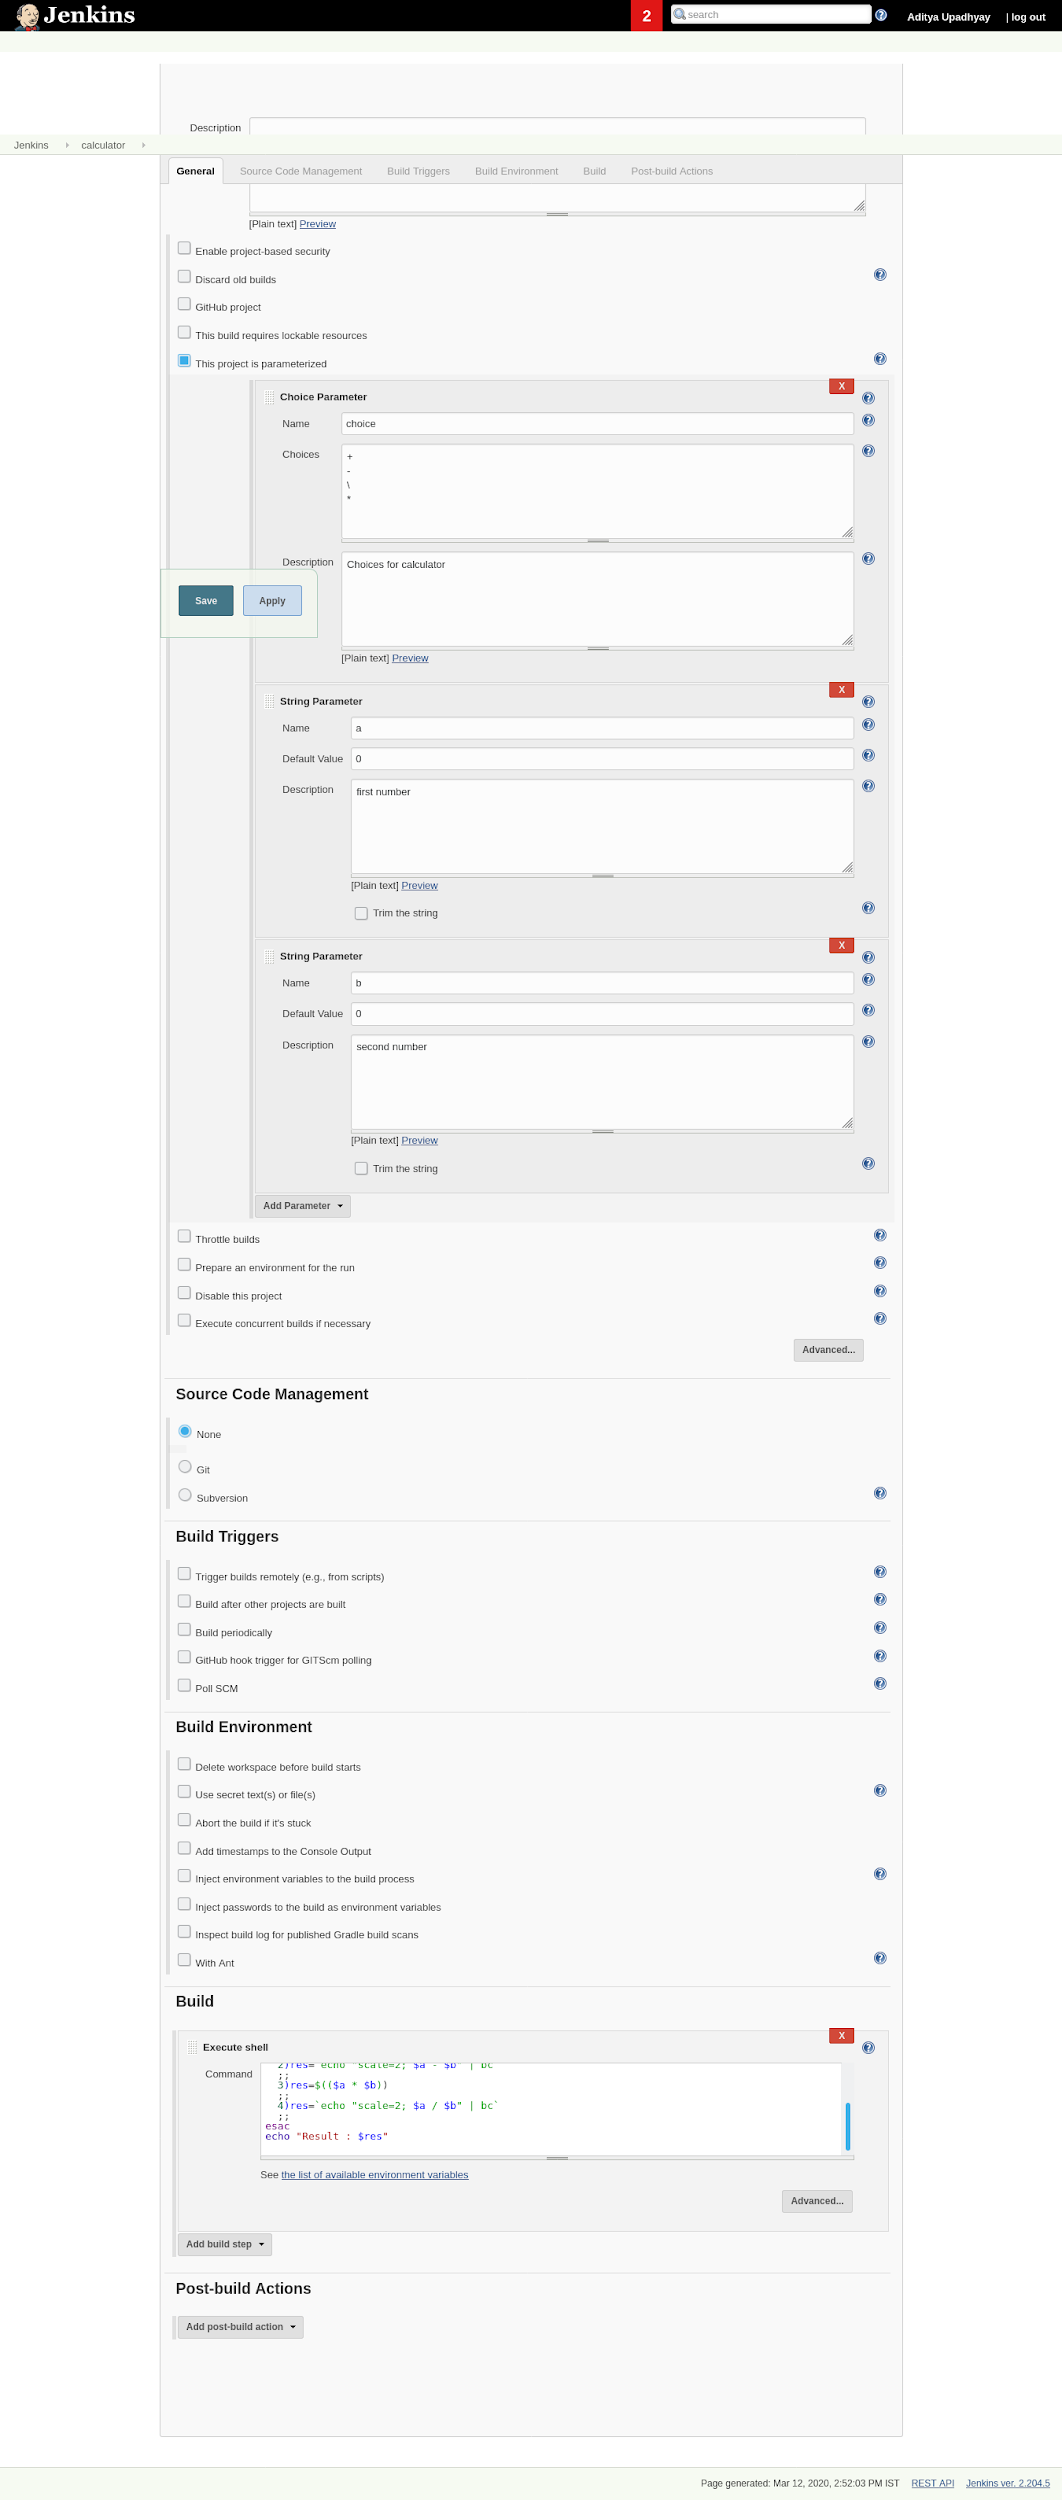 Jenkins
2
search
Aditya Upadhyay
| log out
Description
Jenkins
calculator
General
Source Code Management
Build Triggers
Build Environment
Build
Post-build Actions
[Plain text] Preview
Enable project-based security
Discard old builds
GitHub project
This build requires lockable resources
This project is parameterized
X
Choice Parameter
Name
choice
Choices
+
-
\
*
Description
Choices for calculator
Save
Apply
[Plain text] Preview
X
String Parameter
Name
a
Default Value
0
Description
first number
[Plain text] Preview
Trim the string
X
String Parameter
Name
b
Default Value
0
Description
second number
[Plain text] Preview
Trim the string
Add Parameter
Throttle builds
Prepare an environment for the run
Disable this project
Execute concurrent builds if necessary
Advanced...
Source Code Management
None
Git
Subversion
Build Triggers
Trigger builds remotely (e.g., from scripts)
Build after other projects are built
Build periodically
GitHub hook trigger for GITScm polling
Poll SCM
Build Environment
Delete workspace before build starts
Use secret text(s) or file(s)
Abort the build if it's stuck
Add timestamps to the Console Output
Inject environment variables to the build process
Inject passwords to the build as environment variables
Inspect build log for published Gradle build scans
With Ant
Build
X
Execute shell
Command
2)res=`echo "scale=2; $a - $b" | bc`
;;
3)res=$(($a * $b))
;;
4)res=`echo "scale=2; $a / $b" | bc`
;;
esac
echo "Result : $res"
See the list of available environment variables
Advanced...
Add build step
Post-build Actions
Add post-build action
Page generated: Mar 12, 2020, 2:52:03 PM IST
REST API
Jenkins ver. 2.204.5